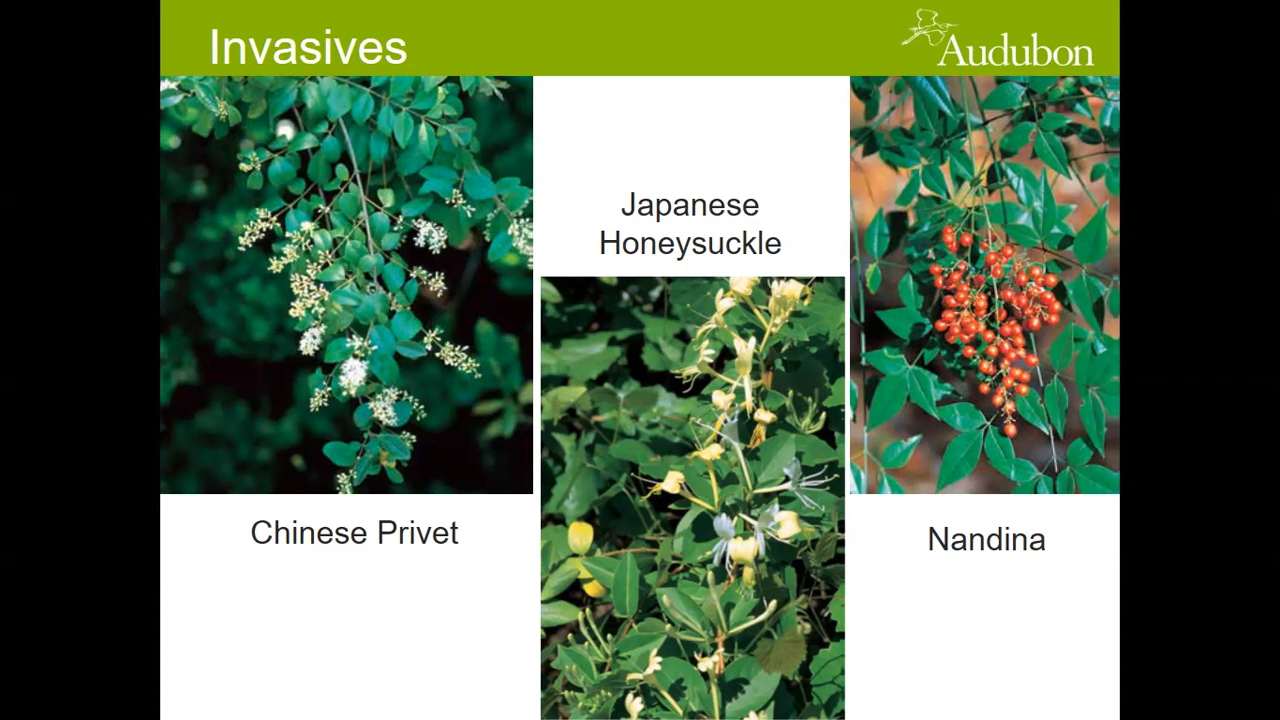 Invasives
Audubon
Japanese
Honeysuckle
Chinese Privet
Nandina